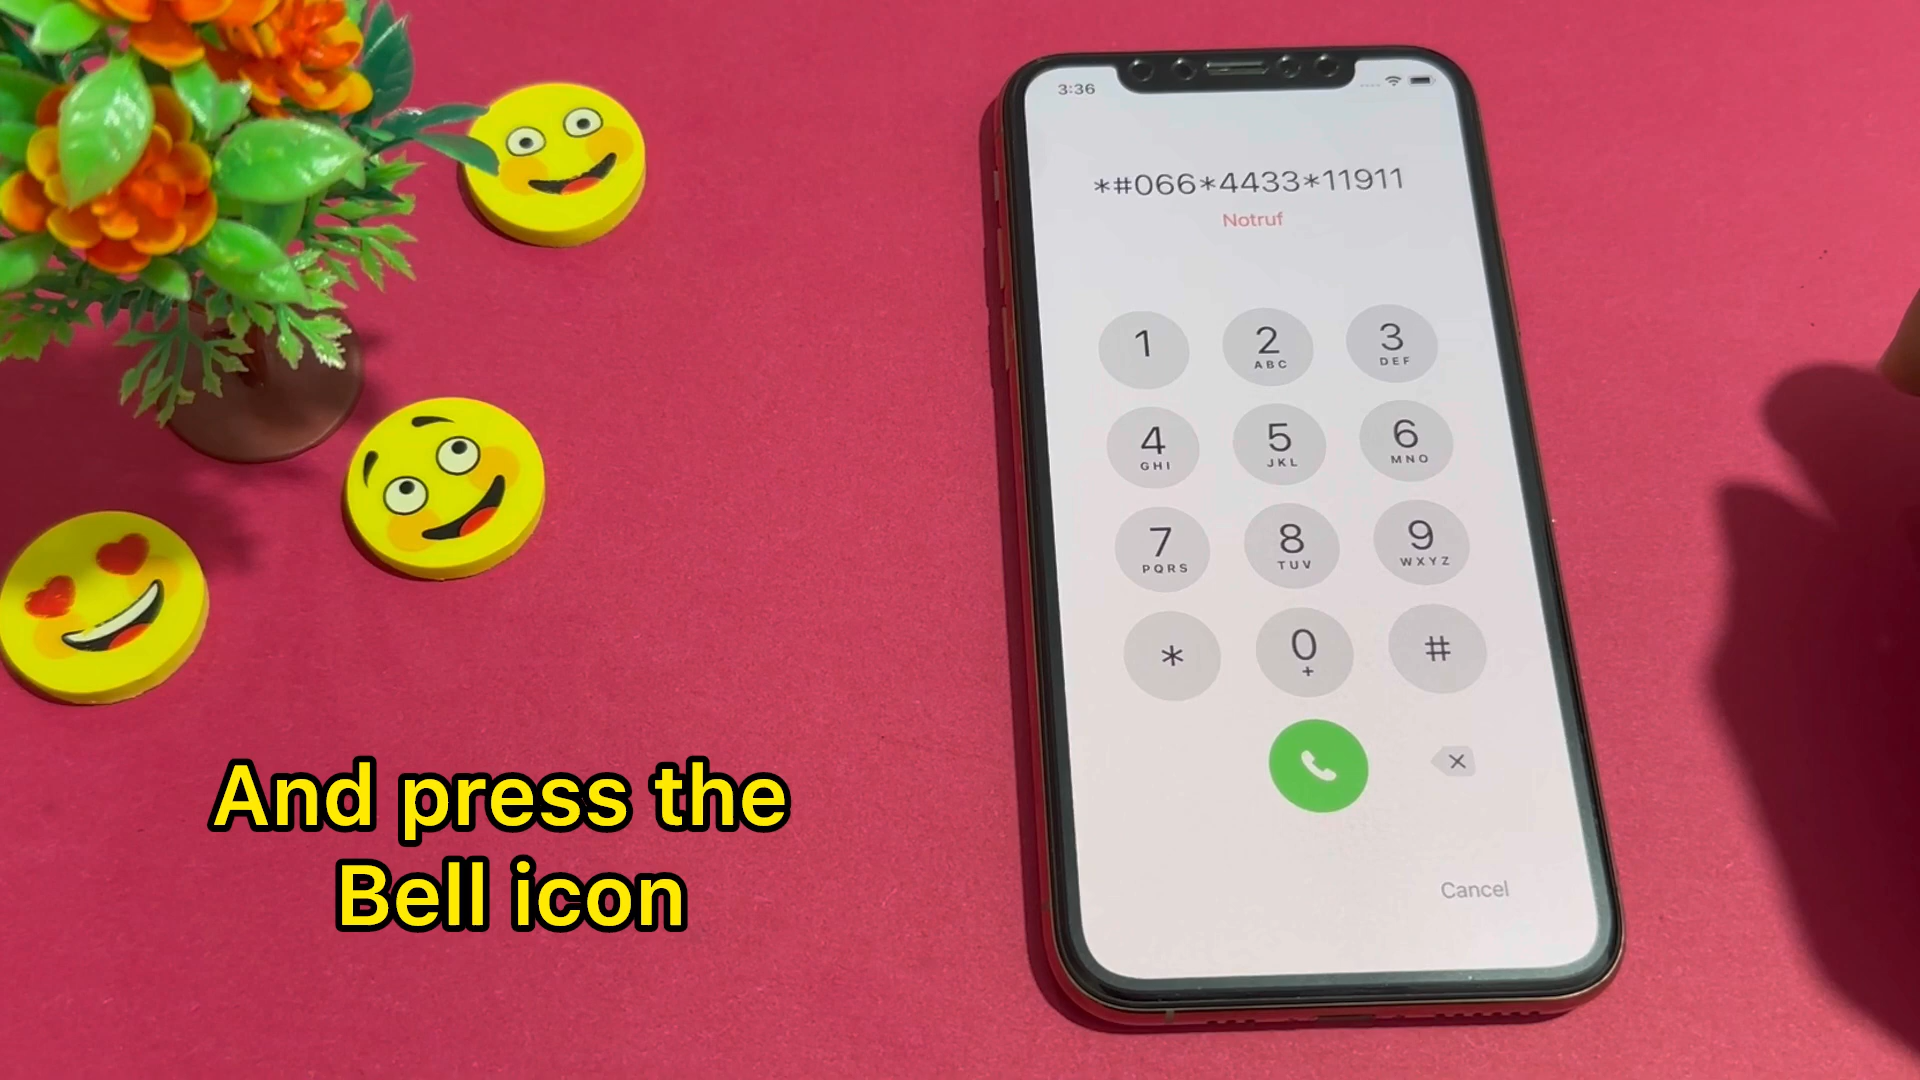 3:36
*#066*4433*11911
Notruf
1
2
ABC
3
DEF
4
GHI
5
JKL
6
MNO
7
PQRS
8
TUV
9
WXYZ
*
0
+
#
Cancel
And press the
Bell icon